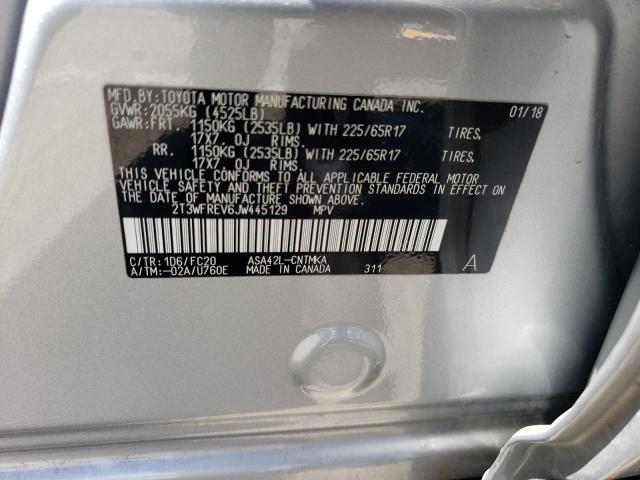 MFD.BY:TOYOTA MOTOR MANUFACTURING CANADA INC. 01/18
GVWR:2055KG (4525LB)
GAWR:FRT. 1150KG (2535LB) WITH 225/65R17 TIRES,
17X7.0J RIMS.
RR. 1150KG (2535LB) WITH 225/65R17 TIRES,
17X7.0J RIMS.
THIS VEHICLE CONFORMS TO ALL APPLICABLE FEDERAL MOTOR
VEHICLE SAFETY AND THEFT PREVENTION STANDARDS IN EFFECT ON
THE DATE OF MANUFACTURE SHOWN ABOVE.
2T3WFREV6JW445129 MPV
C/TR:1D6/FC20 ASA42L-CNTMKA
A/TM:-02A/U760E MADE IN CANADA 311 A